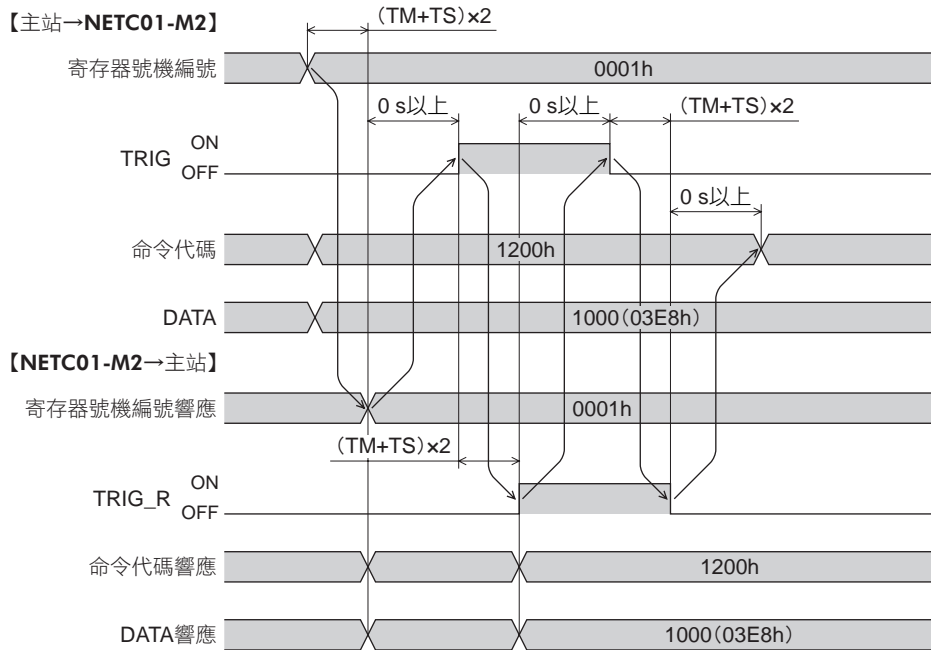 【主站→NETC01-M2】
(TM+TS)×2
寄存器號機編號
0001h
0 s以上
0 s以上
(TM+TS)×2
TRIG
ON
OFF
0 s以上
命令代碼
1200h
DATA
1000(03E8h)
【NETC01-M2→主站】
寄存器號機編號響應
0001h
(TM+TS)×2
TRIG_R
ON
OFF
命令代碼響應
1200h
DATA響應
1000(03E8h)